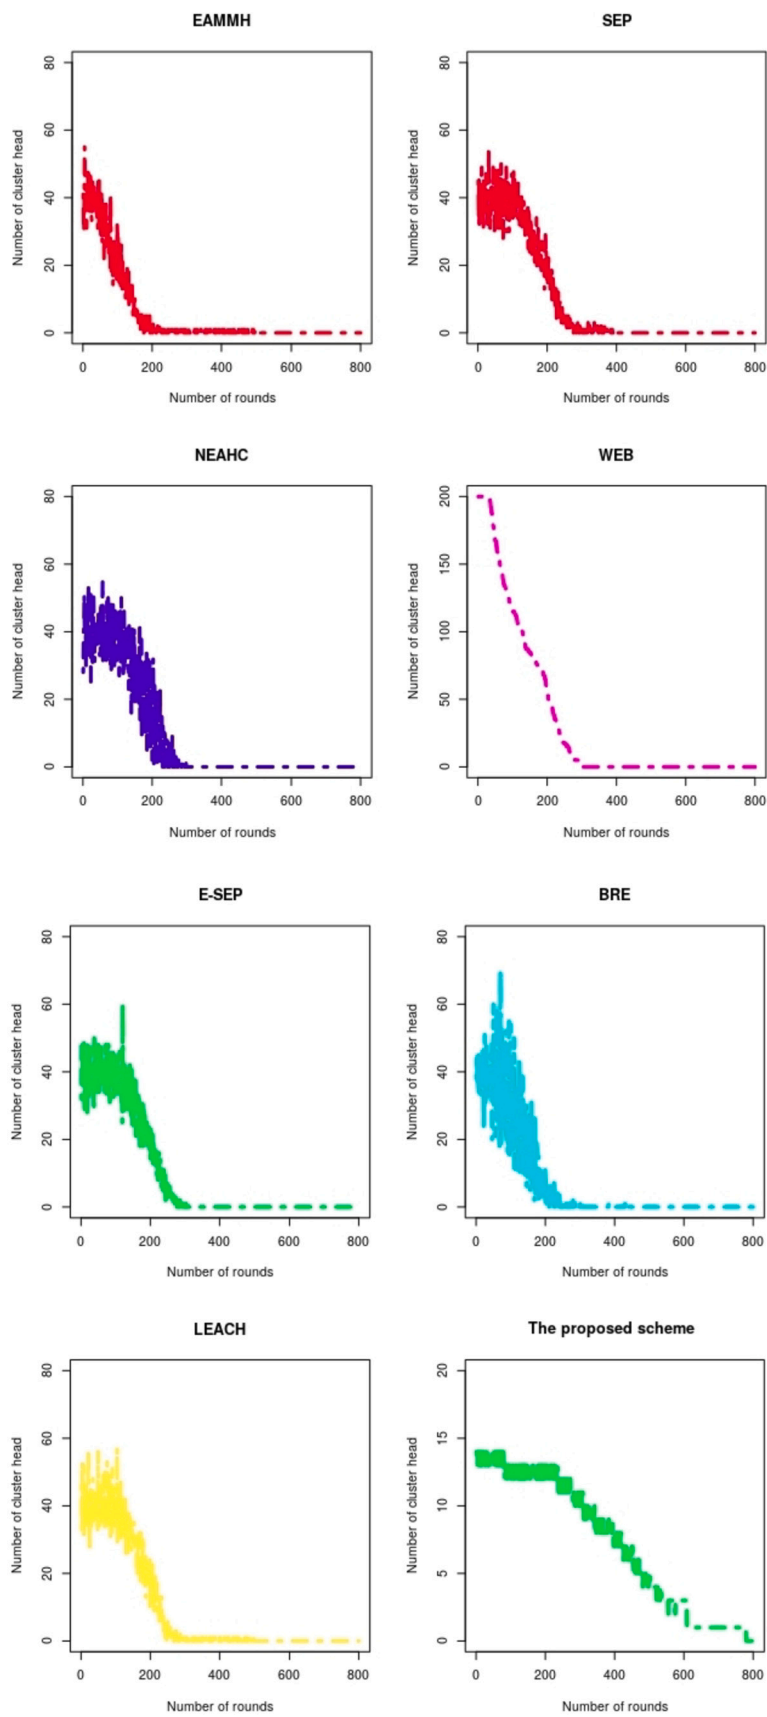 EAMMH
80
60
40
20
0
Number of cluster head
0 200 400 600 800
Number of rounds
SEP
80
60
40
20
0
Number of cluster head
0 200 400 600 800
Number of rounds
NEAHC
80
60
40
20
0
Number of cluster head
0 200 400 600 800
Number of rounds
WEB
200
150
100
50
0
Number of cluster head
0 200 400 600 800
Number of rounds
E-SEP
80
60
40
20
0
Number of cluster head
0 200 400 600 800
Number of rounds
BRE
80
60
40
20
0
Number of cluster head
0 200 400 600 800
Number of rounds
LEACH
80
60
40
20
0
Number of cluster head
0 200 400 600 800
Number of rounds
The proposed scheme
20
15
10
5
0
Number of cluster head
0 200 400 600 800
Number of rounds